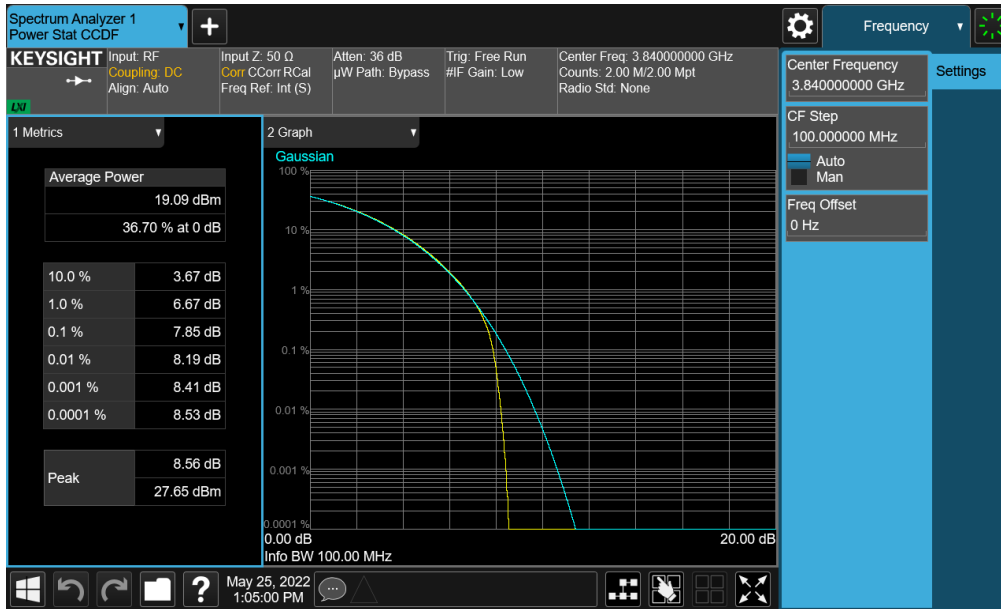 Spectrum Analyzer 1
Power Stat CCDF
Frequency
KEYSIGHT
Input: RF
Coupling: DC
Align: Auto
Input Z: 50 Ω
Corr CCorr RCal
Freq Ref: Int (S)
Atten: 36 dB
µW Path: Bypass
Trig: Free Run
#IF Gain: Low
Center Freq: 3.840000000 GHz
Counts: 2.00 M/2.00 Mpt
Radio Std: None
LXI
Center Frequency
3.840000000 GHz
Settings
CF Step
100.000000 MHz
Auto
Man
Freq Offset
0 Hz
1 Metrics
Average Power
19.09 dBm
36.70 % at 0 dB
10.0 % 3.67 dB
1.0 % 6.67 dB
0.1 % 7.85 dB
0.01 % 8.19 dB
0.001 % 8.41 dB
0.0001 % 8.53 dB
Peak
8.56 dB
27.65 dBm
2 Graph
Gaussian
100 %
10 %
1 %
0.1 %
0.01 %
0.001 %
0.0001 %
0.00 dB 20.00 dB
Info BW 100.00 MHz
?
May 25, 2022
1:05:00 PM